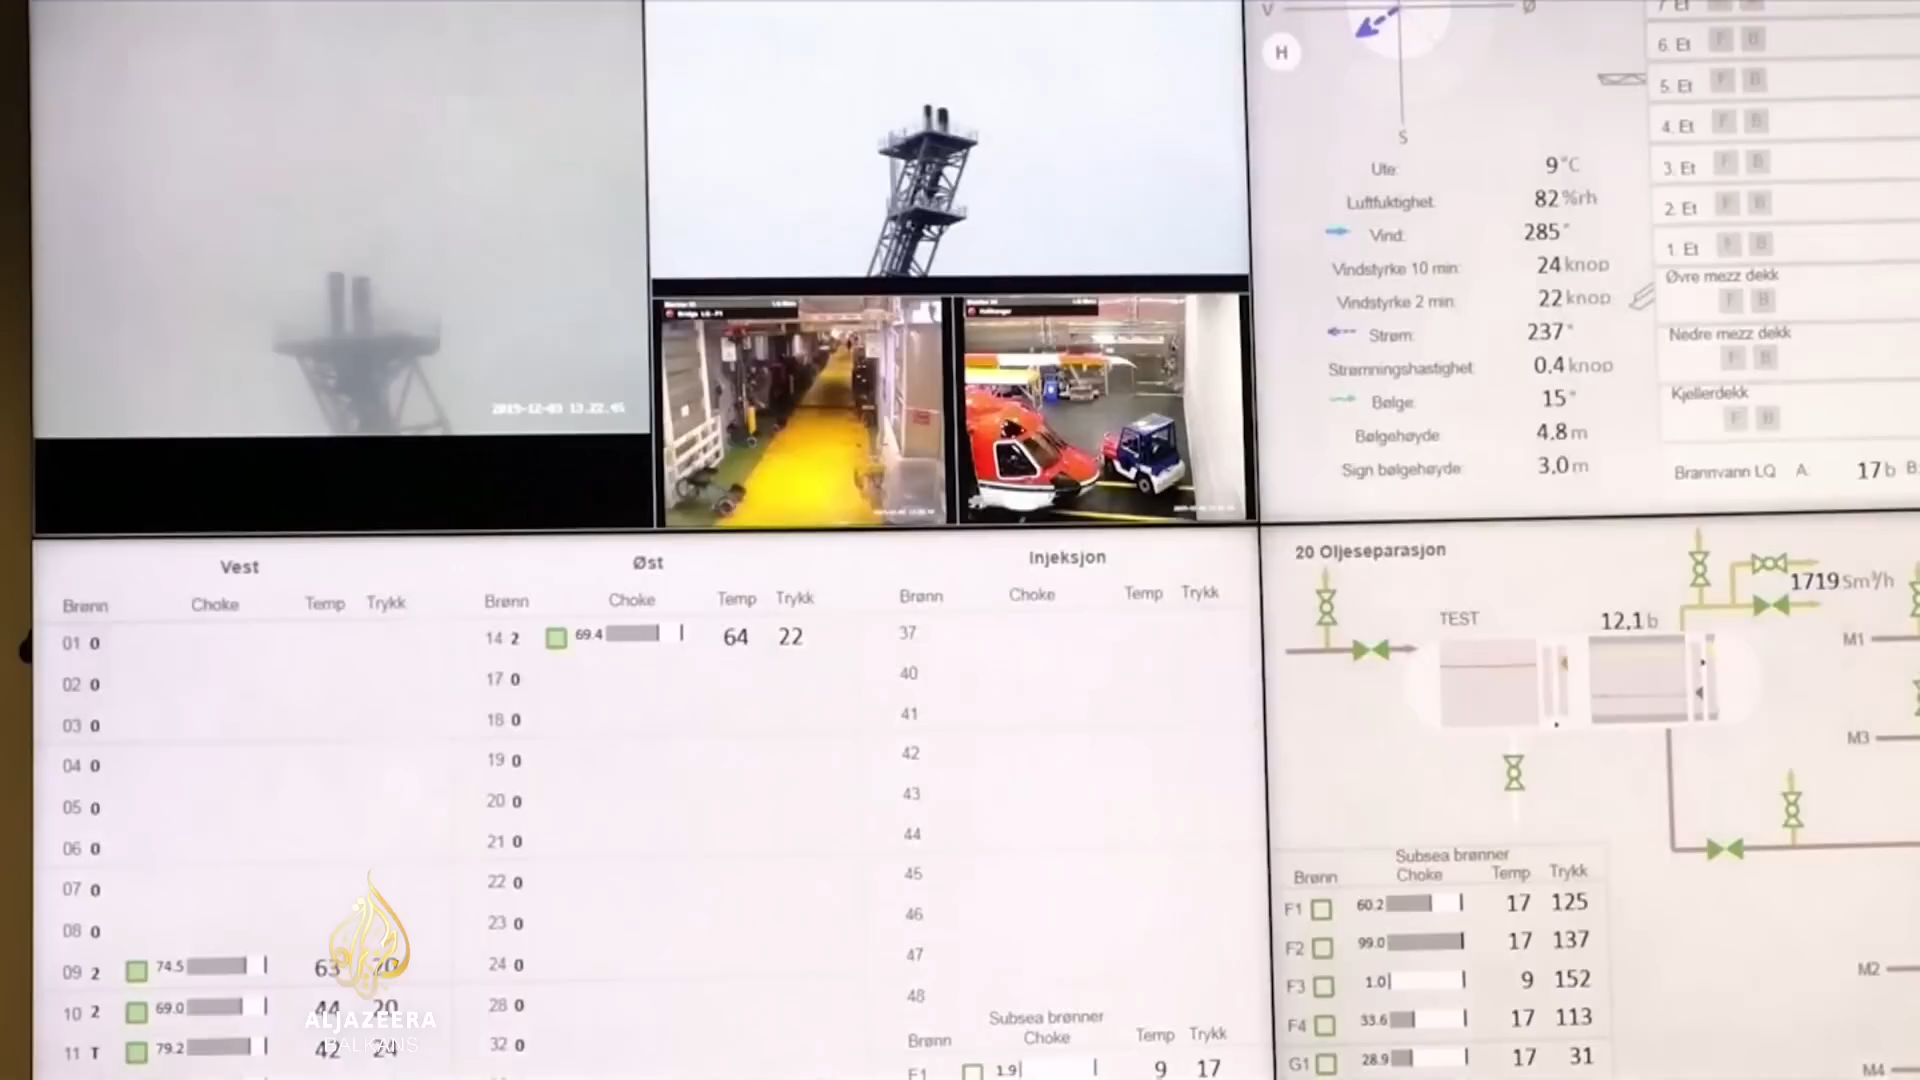 V Ø
H
S
Ute: 9°C
Luftfuktighet: 82%rh
Vind: 285°
Vindstyrke 10 min: 24 knop
Vindstyrke 2 min: 22 knop
Strøm: 237°
Strømningshastighet: 0.4 knop
Bølge: 15°
Bølgehøyde: 4.8 m
Sign bølgehøyde: 3.0 m
7. Et F B
6. Et F B
5. Et F B
4. Et F B
3. Et F B
2. Et F B
1. Et F B
Øvre mezz dekk
F B
Nedre mezz dekk
F B
Kjellerdekk
F B
Brannvann LQ A: 17 b B:
13.22.45
Vest
Brønn Choke Temp Trykk
01 0
02 0
03 0
04 0
05 0
06 0
07 0
08 0
09 2 74.5 63 20
10 2 69.0 44 20
11 T 79.2 42 24
Øst
Brønn Choke Temp Trykk
14 2 69.4 64 22
17 0
18 0
19 0
20 0
21 0
22 0
23 0
24 0
28 0
32 0
Injeksjon
Brønn Choke Temp Trykk
37
40
41
42
43
44
45
46
47
48
Subsea brønner
Brønn Choke Temp Trykk
F1 1.9 9 17
20 Oljeseparasjon
1719 Sm³/h
TEST 12,1 b
M1
M3
M2
M4
Subsea brønner
Brønn Choke Temp Trykk
F1 60.2 17 125
F2 99.0 17 137
F3 1.0 9 152
F4 33.6 17 113
G1 28.9 17 31
ALJAZEERA
BALKANS